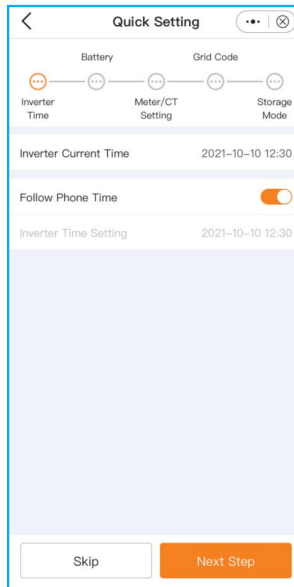 Quick Setting
Battery
Grid Code
Inverter
Time
Meter/CT
Setting
Storage
Mode
Inverter Current Time 2021-10-10 12:30
Follow Phone Time
Inverter Time Setting 2021-10-10 12:30
Skip
Next Step